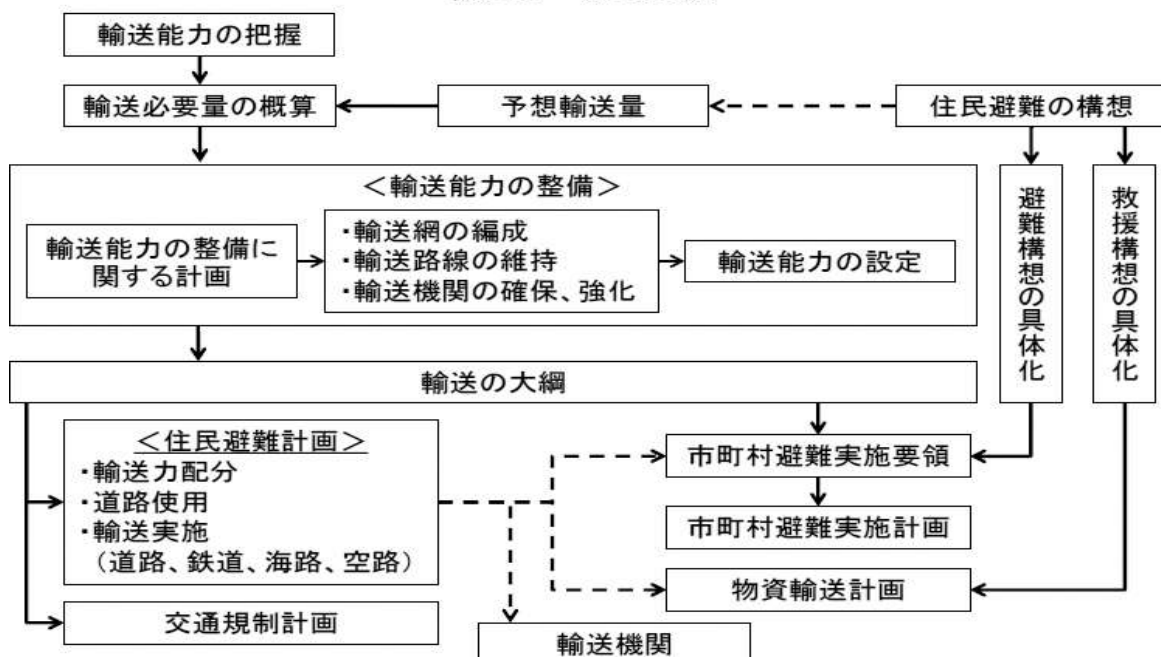 輸送能力の把握
輸送必要量の概算
予想輸送量
住民避難の構想
＜輸送能力の整備＞
輸送能力の整備に
関する計画
・輸送網の編成
・輸送路線の維持
・輸送機関の確保、強化
輸送能力の設定
避難構想の具体化
救援構想の具体化
輸送の大綱
＜住民避難計画＞
・輸送力配分
・道路使用
・輸送実施
（道路、鉄道、海路、空路）
市町村避難実施要領
市町村避難実施計画
物資輸送計画
交通規制計画
輸送機関